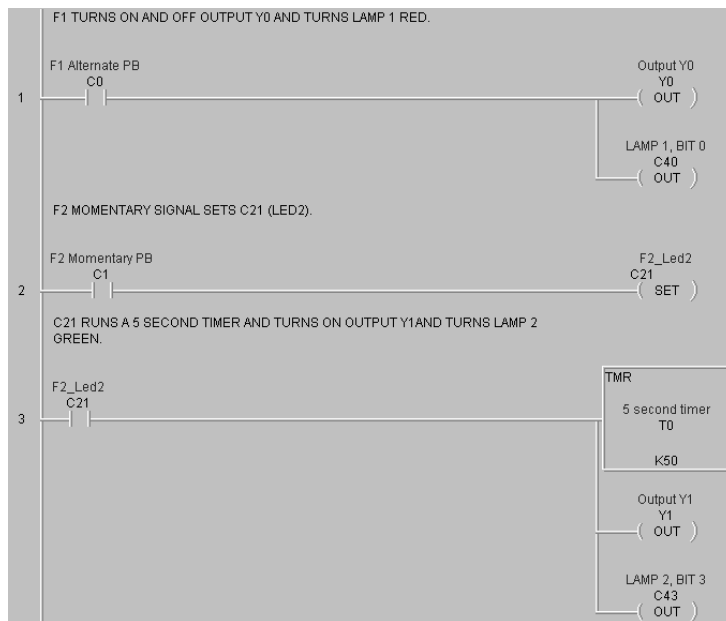 F1 TURNS ON AND OFF OUTPUT Y0 AND TURNS LAMP 1 RED.
F1 Alternate PB
C0
Output Y0
Y0
1
OUT
LAMP 1, BIT 0
C40
OUT
F2 MOMENTARY SIGNAL SETS C21 (LED2).
F2 Momentary PB
C1
F2_Led2
C21
2
SET
C21 RUNS A 5 SECOND TIMER AND TURNS ON OUTPUT Y1AND TURNS LAMP 2
GREEN.
F2_Led2
C21
TMR
5 second timer
T0
3
K50
Output Y1
Y1
OUT
LAMP 2, BIT 3
C43
OUT